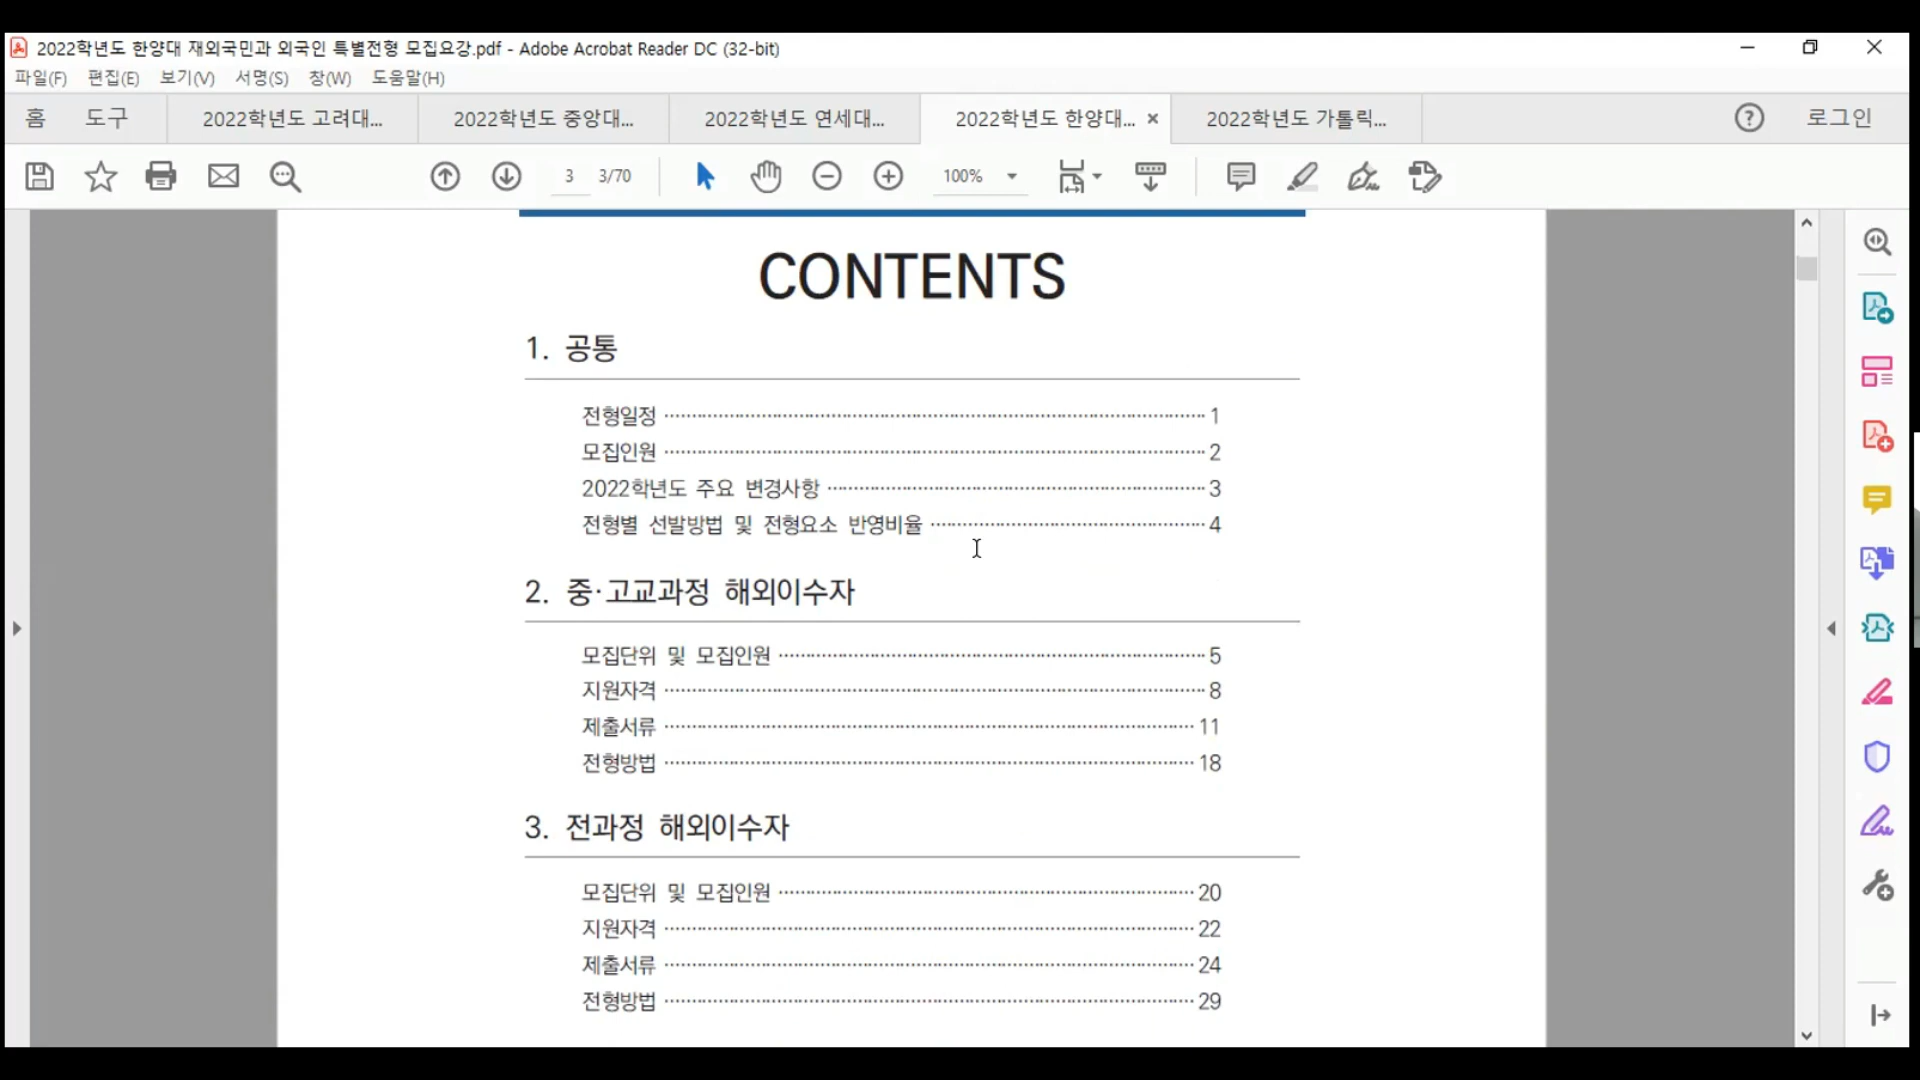 2022학년도 한양대 재외국민과 외국인 특별전형 모집요강.pdf - Adobe Acrobat Reader DC (32-bit)
파일(F) 편집(E) 보기(V) 서명(S) 창(W) 도움말(H)
홈 도구 2022학년도 고려대... 2022학년도 중앙대... 2022학년도 연세대... 2022학년도 한양대... × 2022학년도 가톨릭... ? 로그인
3 3/70 100%
CONTENTS
1. 공통
전형일정 1
모집인원 2
2022학년도 주요 변경사항 3
전형별 선발방법 및 전형요소 반영비율 4
2. 중·고교과정 해외이수자
모집단위 및 모집인원 5
지원자격 8
제출서류 11
전형방법 18
3. 전과정 해외이수자
모집단위 및 모집인원 20
지원자격 22
제출서류 24
전형방법 29